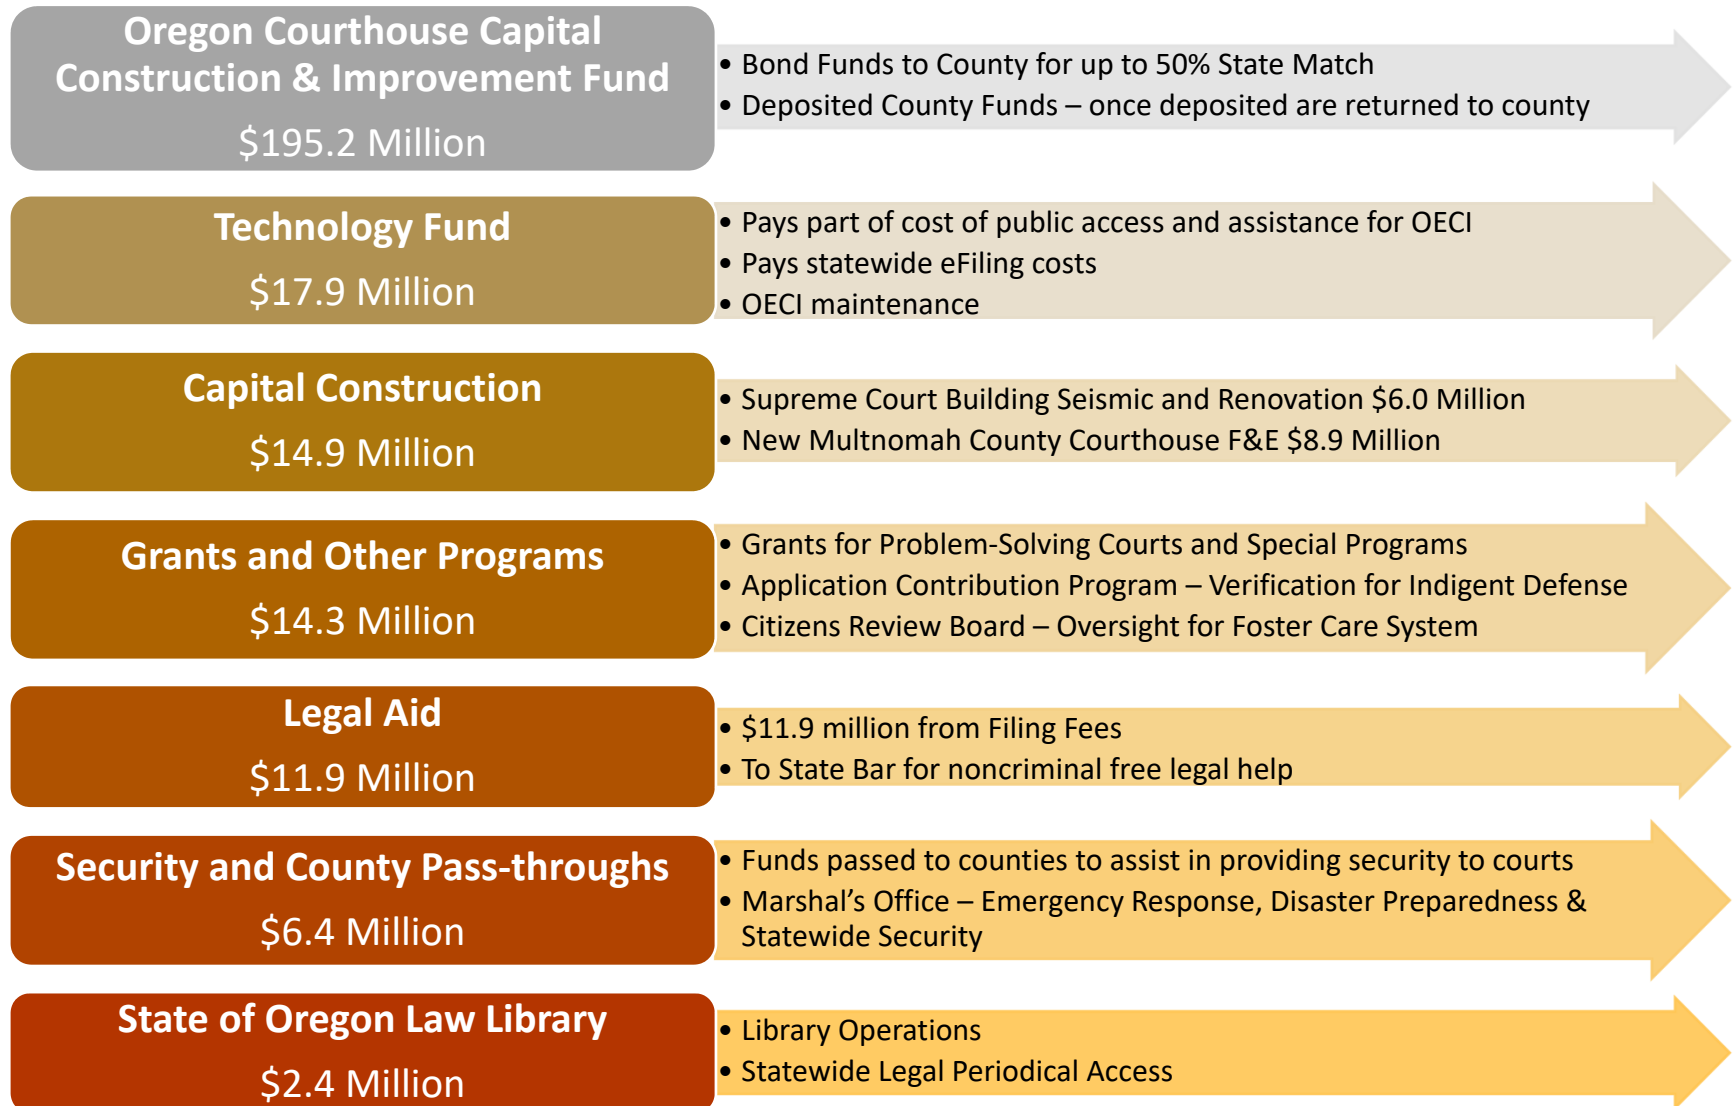 Oregon Courthouse Capital
Construction & Improvement Fund
$195.2 Million
• Bond Funds to County for up to 50% State Match
• Deposited County Funds – once deposited are returned to county
Technology Fund
$17.9 Million
• Pays part of cost of public access and assistance for OECI
• Pays statewide eFiling costs
• OECI maintenance
Capital Construction
$14.9 Million
• Supreme Court Building Seismic and Renovation $6.0 Million
• New Multnomah County Courthouse F&E $8.9 Million
Grants and Other Programs
$14.3 Million
• Grants for Problem-Solving Courts and Special Programs
• Application Contribution Program – Verification for Indigent Defense
• Citizens Review Board – Oversight for Foster Care System
Legal Aid
$11.9 Million
• $11.9 million from Filing Fees
• To State Bar for noncriminal free legal help
Security and County Pass-throughs
$6.4 Million
• Funds passed to counties to assist in providing security to courts
• Marshal’s Office – Emergency Response, Disaster Preparedness &
Statewide Security
State of Oregon Law Library
$2.4 Million
• Library Operations
• Statewide Legal Periodical Access